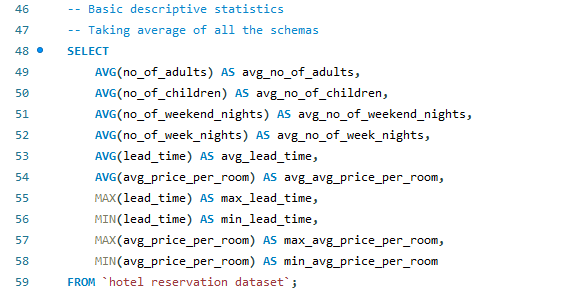 46 -- Basic descriptive statistics
47 -- Taking average of all the schemas
48 SELECT
49 AVG(no_of_adults) AS avg_no_of_adults,
50 AVG(no_of_children) AS avg_no_of_children,
51 AVG(no_of_weekend_nights) AS avg_no_of_weekend_nights,
52 AVG(no_of_week_nights) AS avg_no_of_week_nights,
53 AVG(lead_time) AS avg_lead_time,
54 AVG(avg_price_per_room) AS avg_avg_price_per_room,
55 MAX(lead_time) AS max_lead_time,
56 MIN(lead_time) AS min_lead_time,
57 MAX(avg_price_per_room) AS max_avg_price_per_room,
58 MIN(avg_price_per_room) AS min_avg_price_per_room
59 FROM `hotel reservation dataset`;